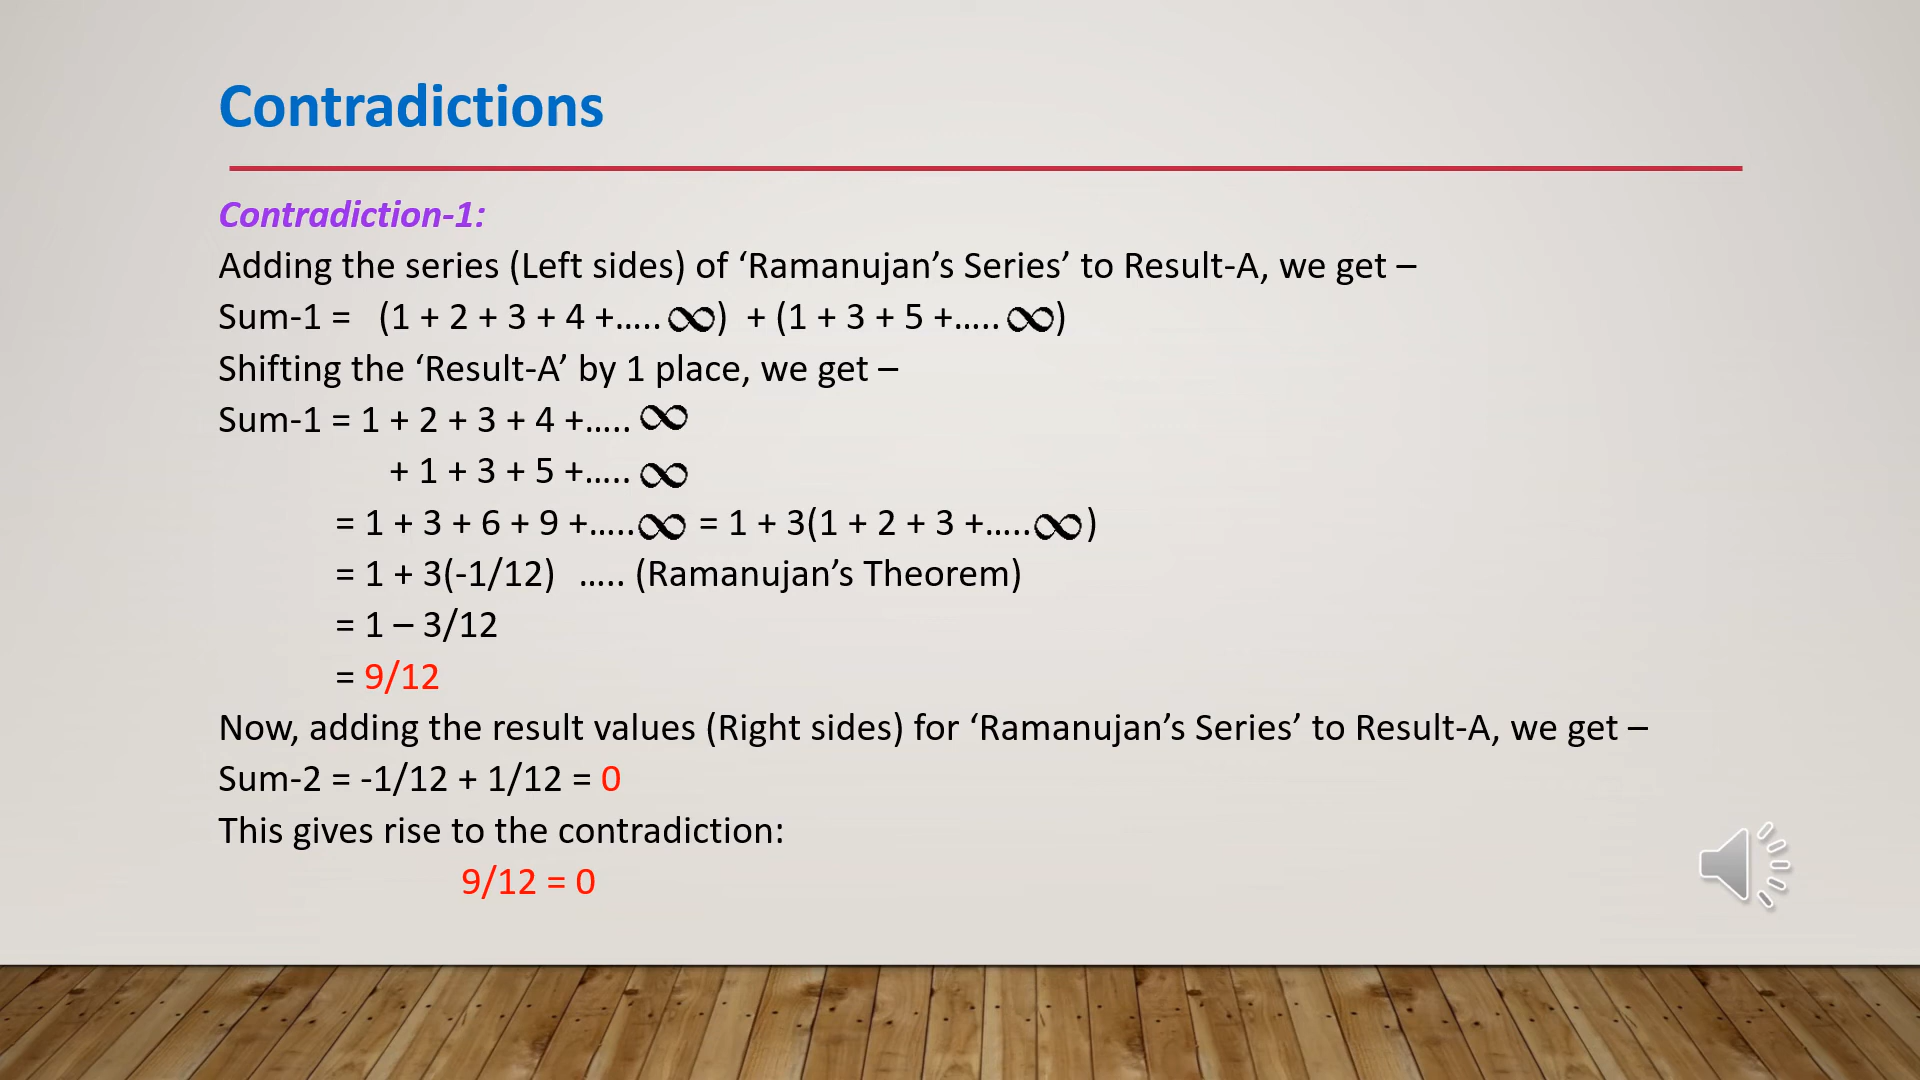 Contradictions
Contradiction-1:
Adding the series (Left sides) of ‘Ramanujan’s Series’ to Result-A, we get –
Sum-1 = (1 + 2 + 3 + 4 +….. ∞) + (1 + 3 + 5 +….. ∞)
Shifting the ‘Result-A’ by 1 place, we get –
Sum-1 = 1 + 2 + 3 + 4 +….. ∞
+ 1 + 3 + 5 +….. ∞
= 1 + 3 + 6 + 9 +….. ∞ = 1 + 3(1 + 2 + 3 +….. ∞)
= 1 + 3(-1/12) ….. (Ramanujan’s Theorem)
= 1 – 3/12
= 9/12
Now, adding the result values (Right sides) for ‘Ramanujan’s Series’ to Result-A, we get –
Sum-2 = -1/12 + 1/12 = 0
This gives rise to the contradiction:
9/12 = 0